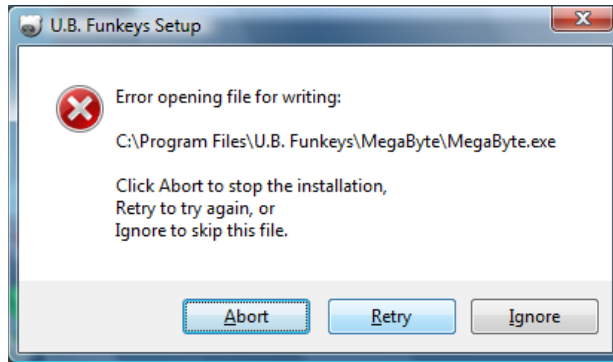 U.B. Funkeys Setup
Error opening file for writing:
C:\Program Files\U.B. Funkeys\MegaByte\MegaByte.exe
Click Abort to stop the installation,
Retry to try again, or
Ignore to skip this file.
Abort Retry Ignore